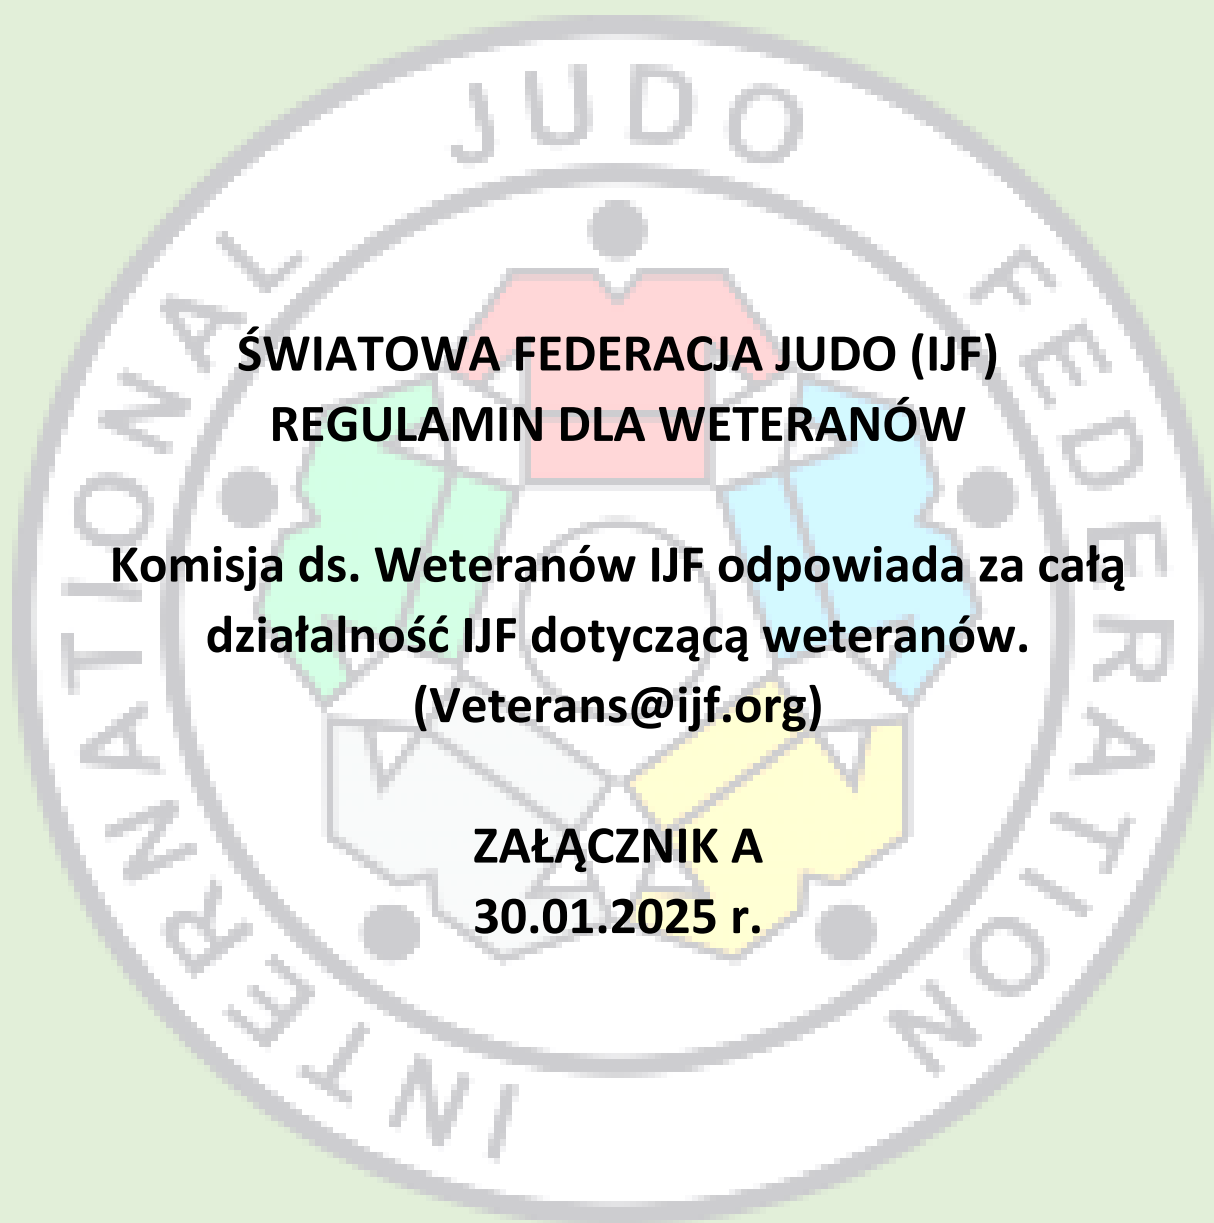 INTERNATIONAL JUDO FEDERATION
ŚWIATOWA FEDERACJA JUDO (IJF)
REGULAMIN DLA WETERANÓW
Komisja ds. Weteranów IJF odpowiada za całą
działalność IJF dotyczącą weteranów.
(Veterans@ijf.org)
ZAŁĄCZNIK A
30.01.2025 r.